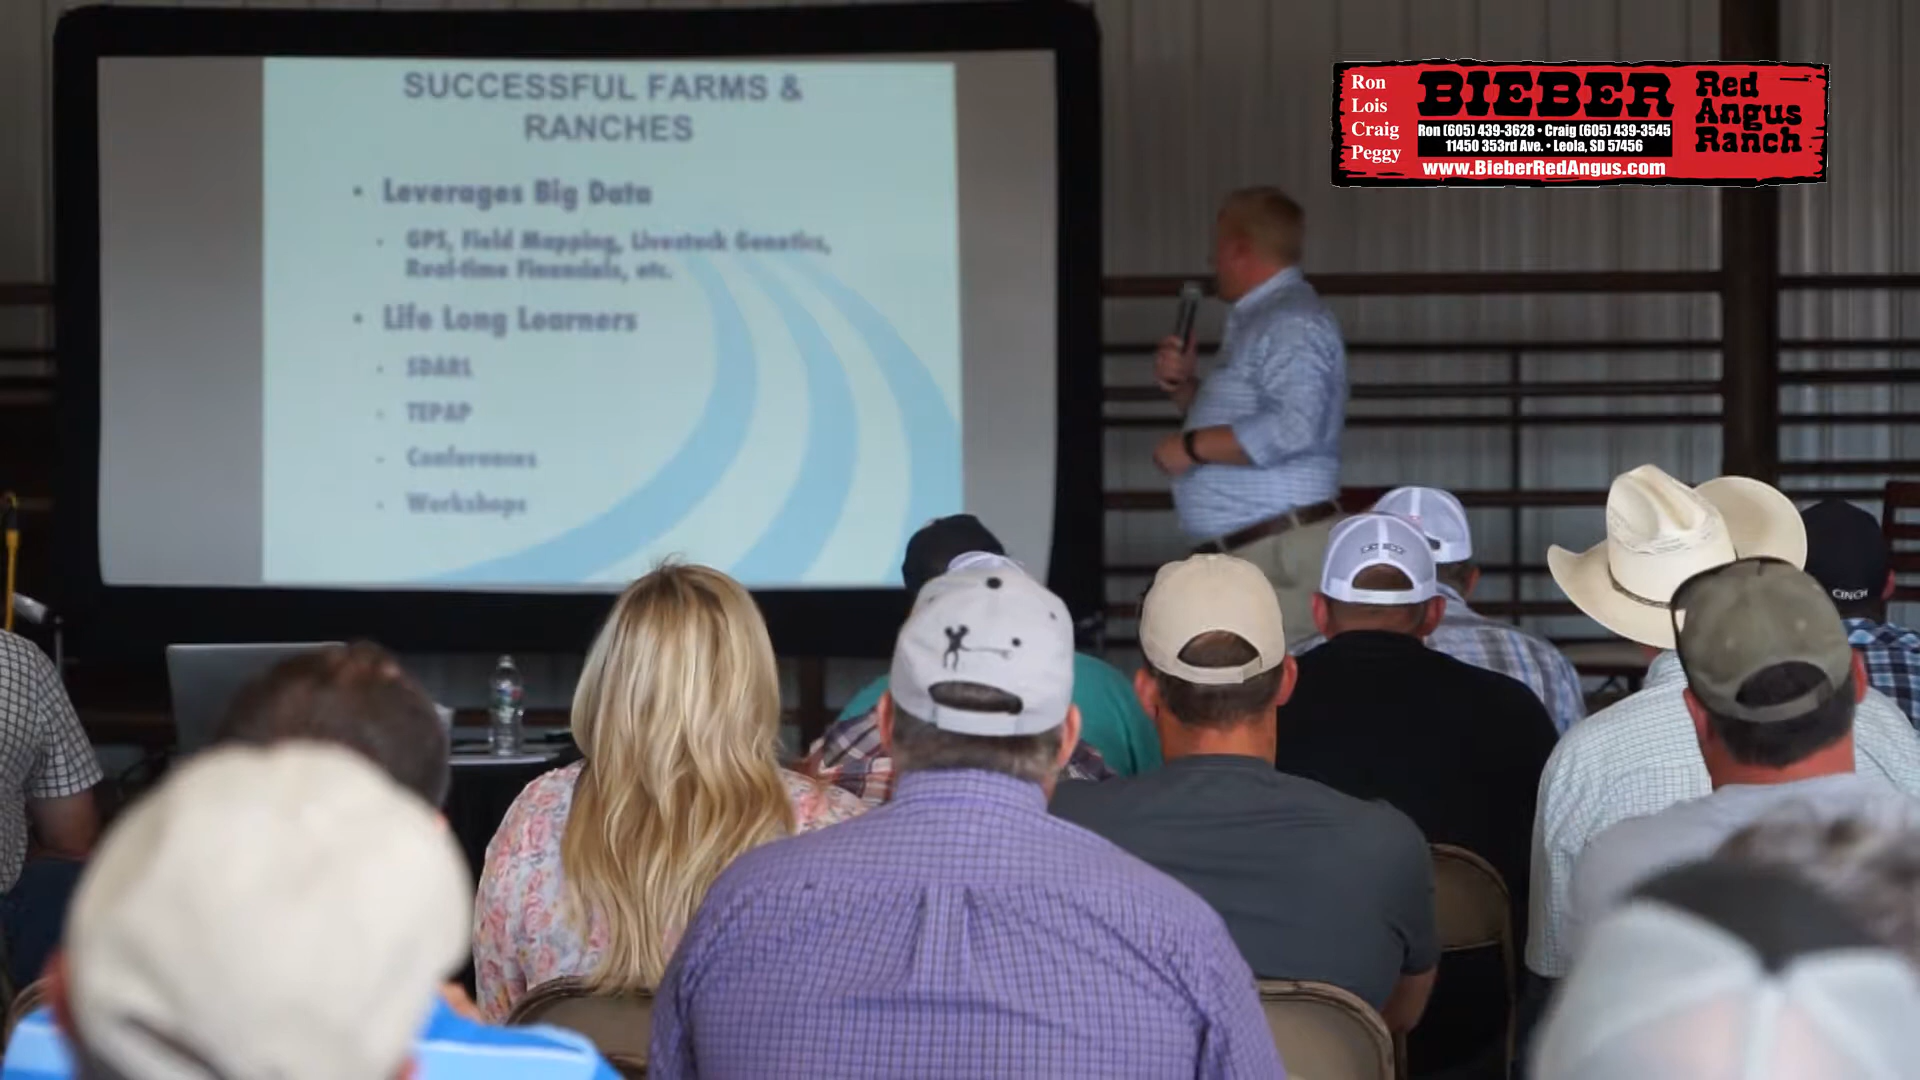 SUCCESSFUL FARMS &
RANCHES
• Leverages Big Data
- GPS, Field Mapping, Livestock Genetics,
Real-time Financials, etc.
• Life Long Learners
- SDARL
- TEPAP
- Conferences
- Workshops
Ron
Lois
Craig
Peggy
BIEBER
Ron (605) 439-3628 • Craig (605) 439-3545
11450 353rd Ave. • Leola, SD 57456
www.BieberRedAngus.com
Red
Angus
Ranch
CINCH